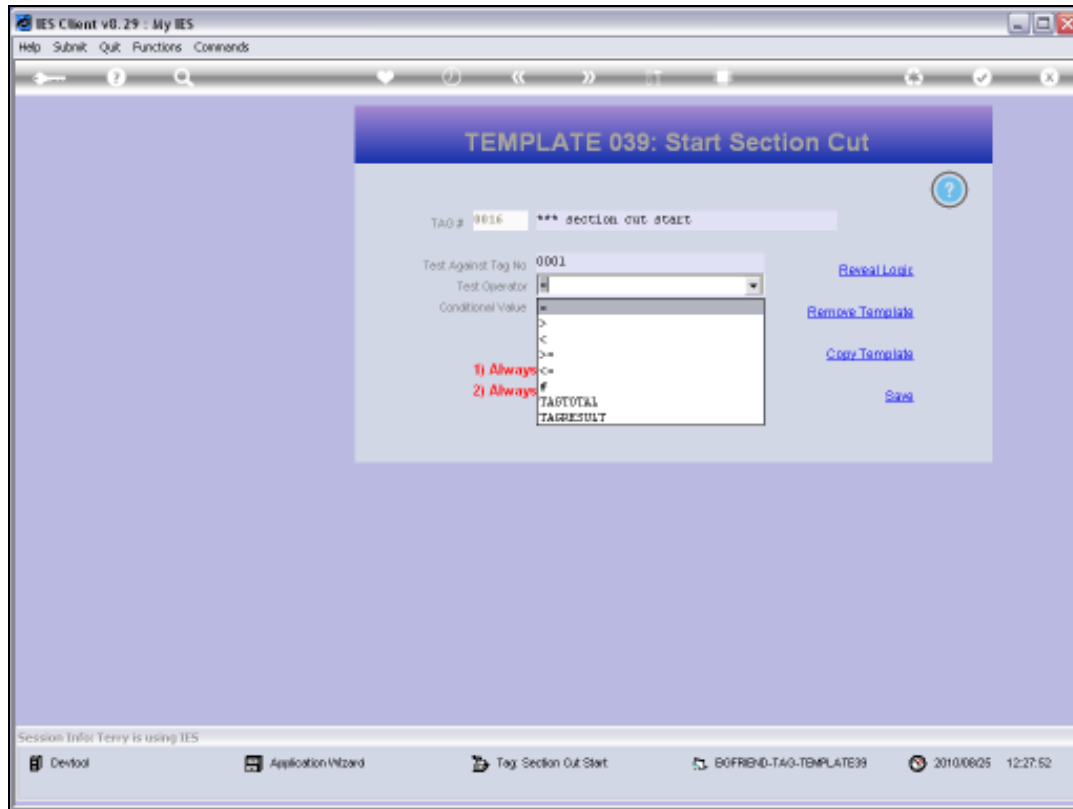 IES Client v8.29 : My IES
Help Submit Quit Functions Commands
TEMPLATE 039: Start Section Cut
TAG # 0016 *** section cut start
Test Against Tag No 0001
Reveal Logic
Test Operator =
Conditional Value =
Remove Template
>
<
>=
Copy Template
1) Always <=
2) Always #
Save
TAGTOTAL
TAGRESULT
Session Info: Terry is using IES
Devtool Application Wizard Tag: Section Cut Start BGFRIEND-TAG-TEMPLATE39 2010/08/25 12:27:52